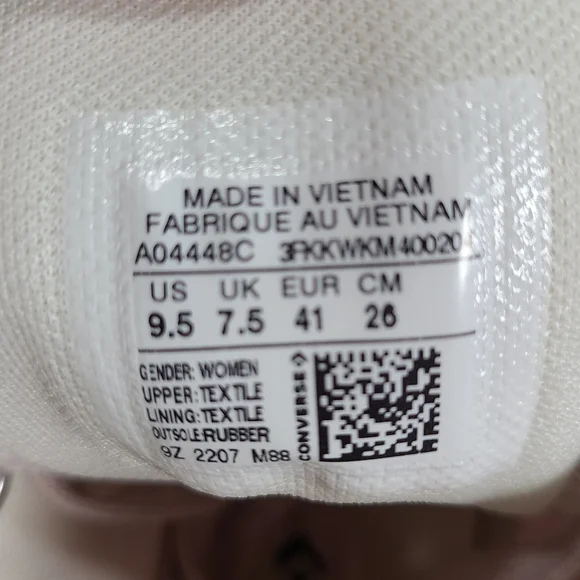 MADE IN VIETNAM
FABRIQUE AU VIETNAM
A04448C 3FKKWKM40020
US UK EUR CM
9.5 7.5 41 26
GENDER: WOMEN
UPPER: TEXTILE
LINING: TEXTILE
OUTSOLE: RUBBER
9Z 2207 M88
CONVERSE